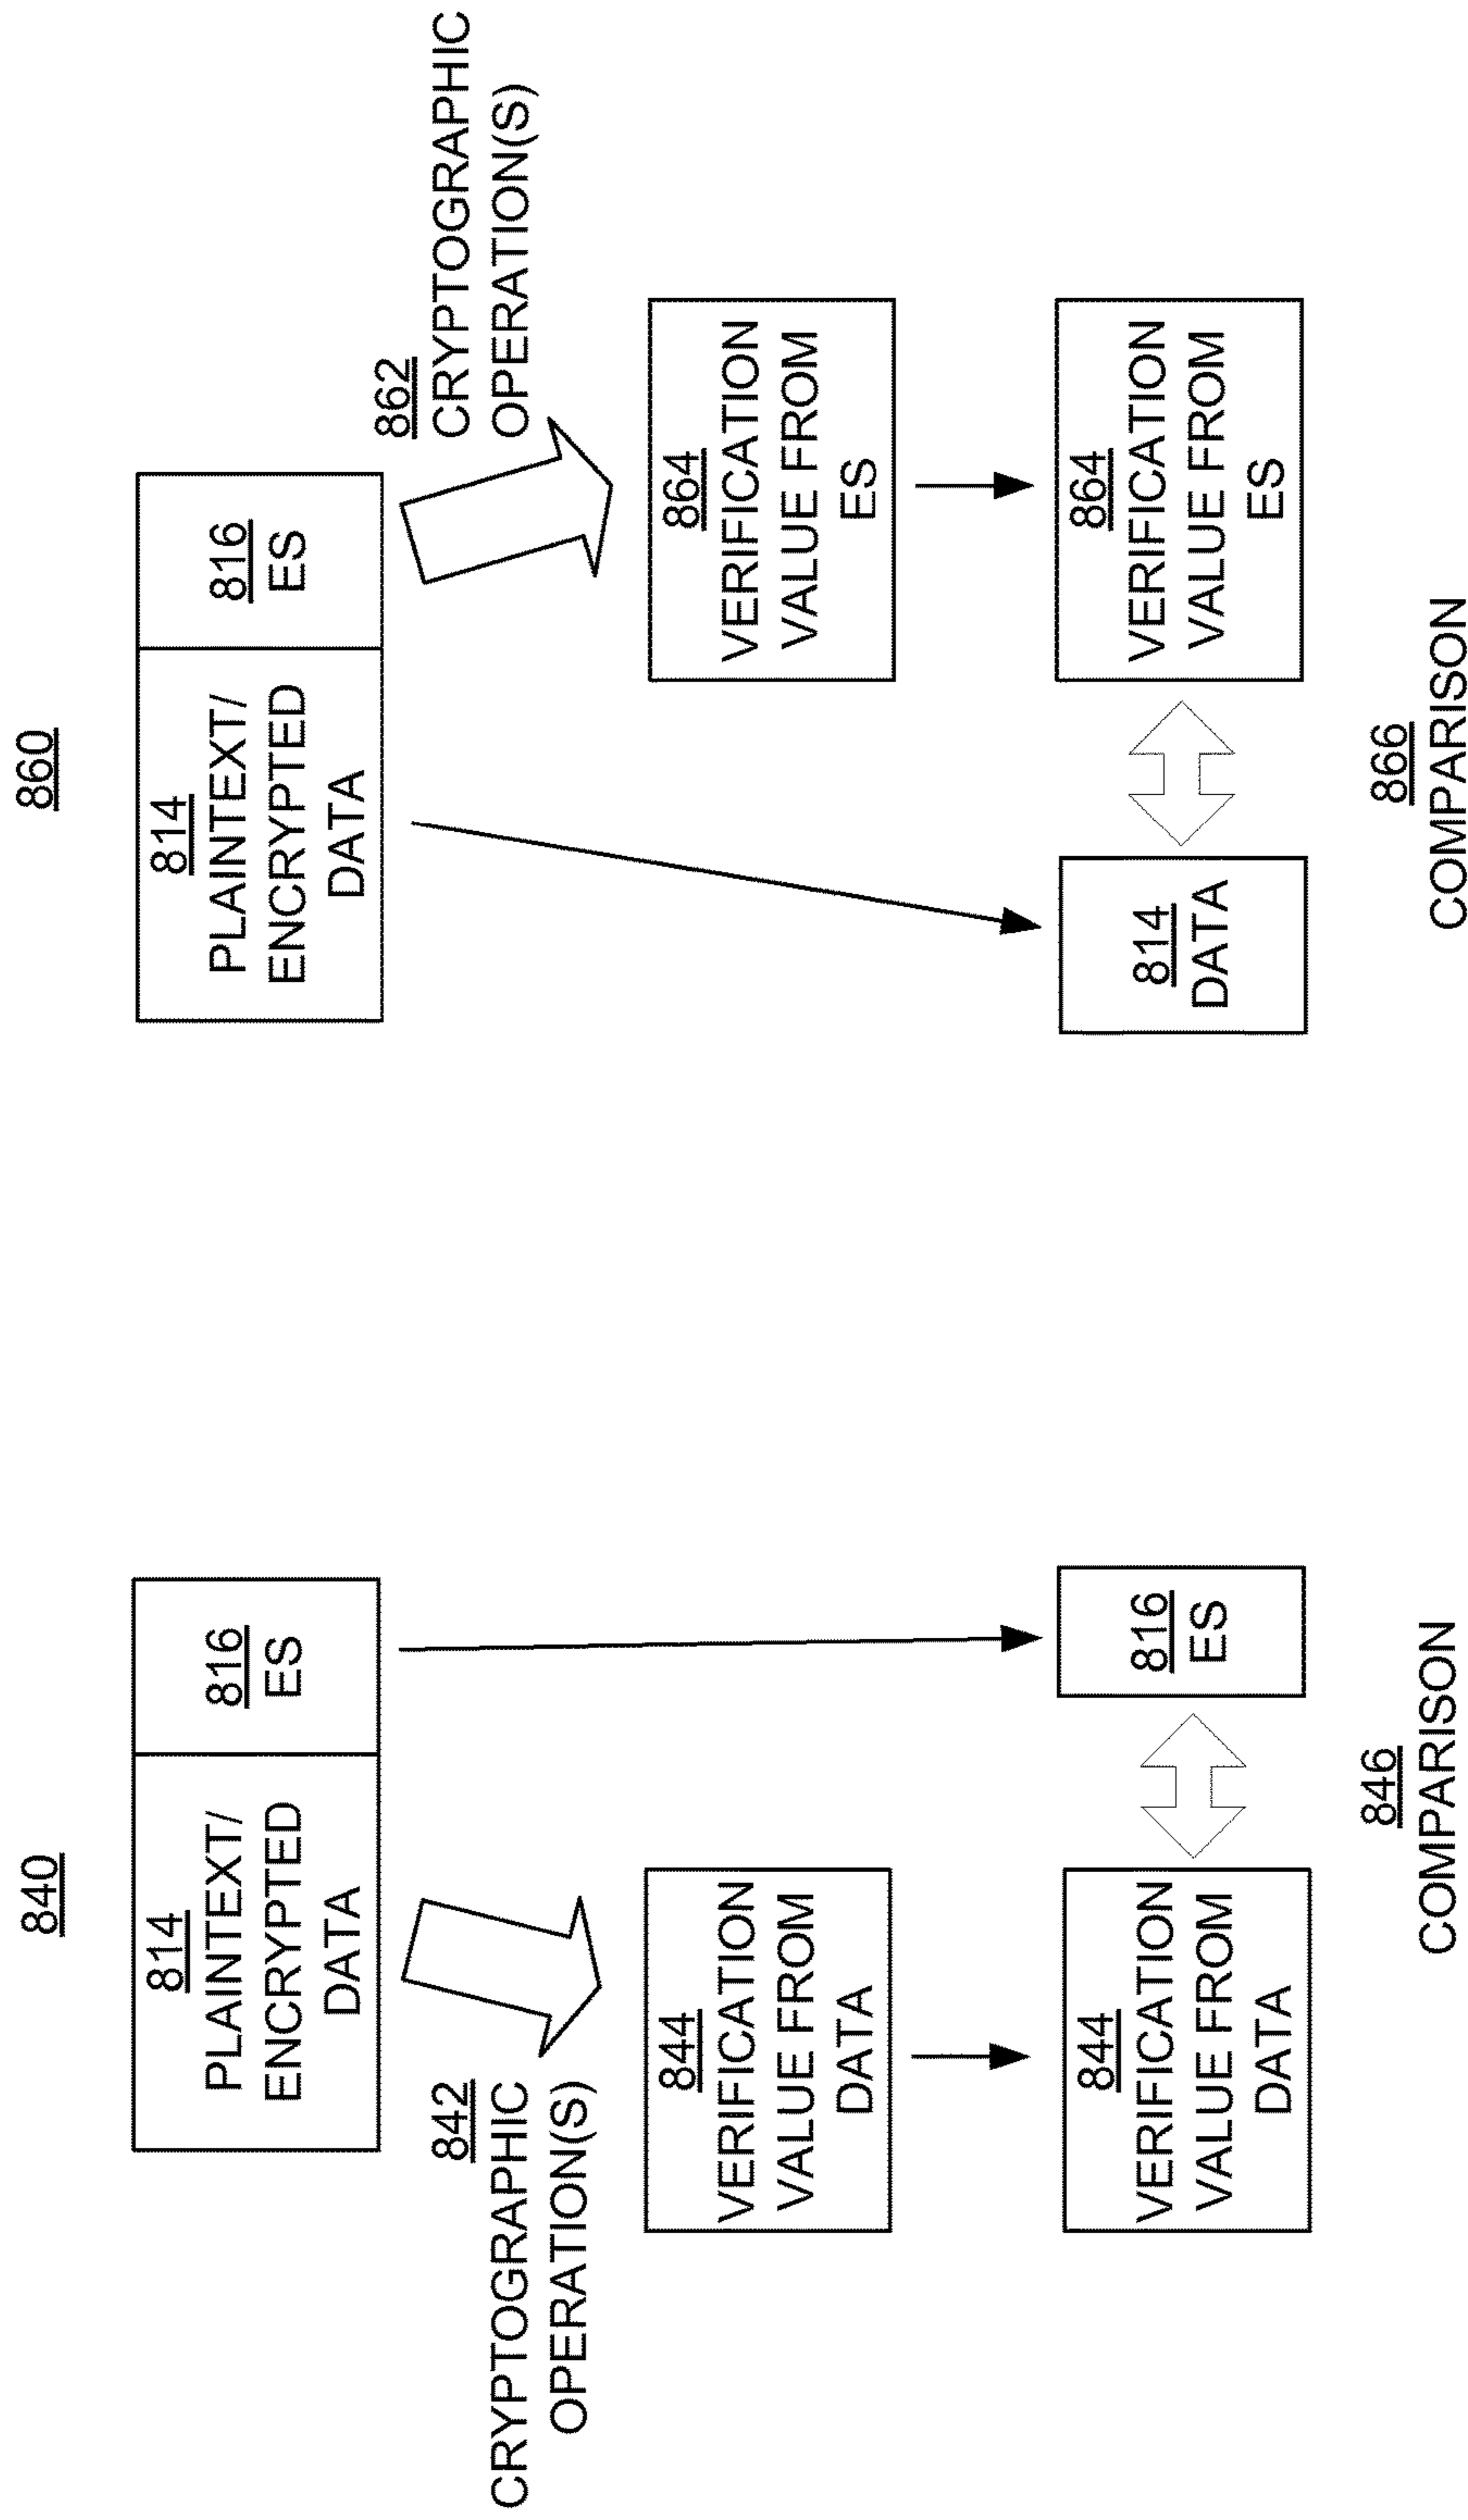 840
814
PLAINTEXT/
ENCRYPTED
DATA
816
ES
842
CRYPTOGRAPHIC
OPERATION(S)
844
VERIFICATION
VALUE FROM
DATA
844
VERIFICATION
VALUE FROM
DATA
816
ES
846
COMPARISON
860
814
PLAINTEXT/
ENCRYPTED
DATA
816
ES
862
CRYPTOGRAPHIC
OPERATION(S)
864
VERIFICATION
VALUE FROM
ES
814
DATA
864
VERIFICATION
VALUE FROM
ES
866
COMPARISON